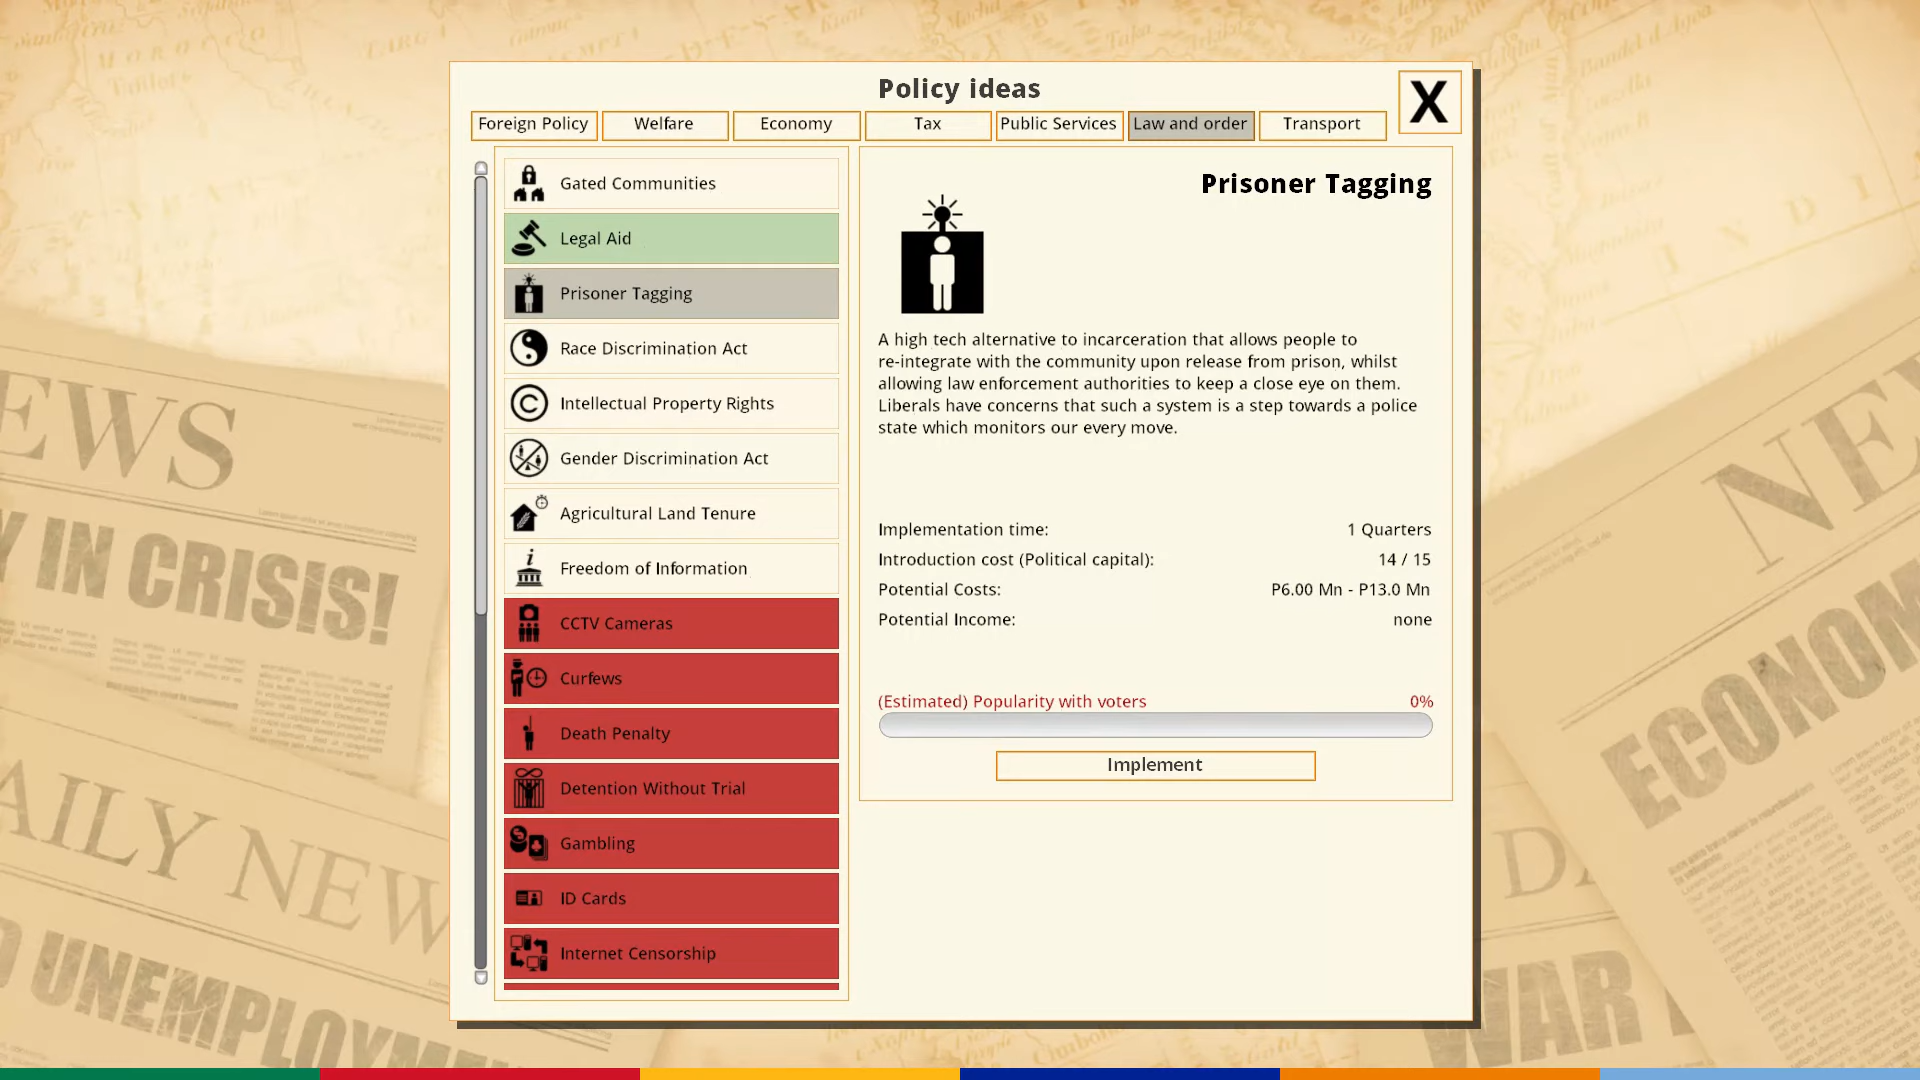 Policy ideas
X
Foreign Policy
Welfare
Economy
Tax
Public Services
Law and order
Transport
Gated Communities
Legal Aid
Prisoner Tagging
Race Discrimination Act
Intellectual Property Rights
Gender Discrimination Act
Agricultural Land Tenure
Freedom of Information
CCTV Cameras
Curfews
Death Penalty
Detention Without Trial
Gambling
ID Cards
Internet Censorship
Prisoner Tagging
A high tech alternative to incarceration that allows people to
re-integrate with the community upon release from prison, whilst
allowing law enforcement authorities to keep a close eye on them.
Liberals have concerns that such a system is a step towards a police
state which monitors our every move.
Implementation time: 1 Quarters
Introduction cost (Political capital): 14 / 15
Potential Costs: P6.00 Mn - P13.0 Mn
Potential Income: none
(Estimated) Popularity with voters 0%
Implement
EWS
Y IN CRISIS!
AILY NEW
UNEMPLOYM
NE
ECONOM
WAR